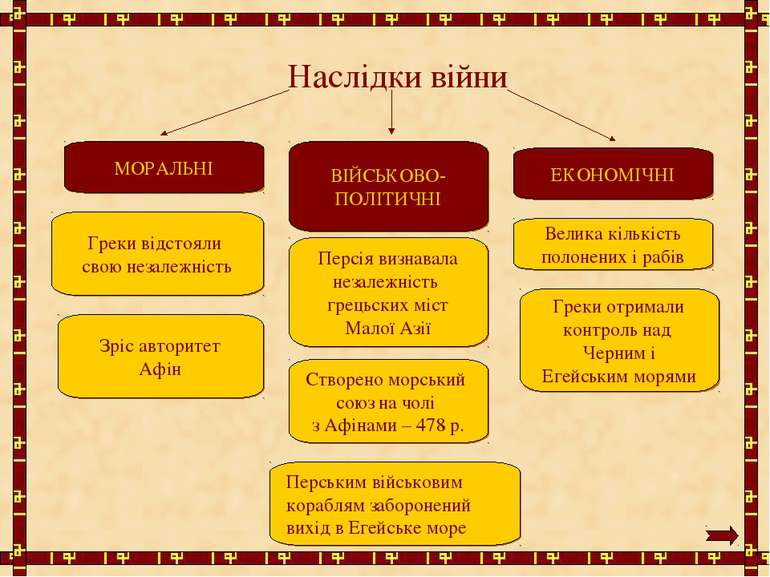 Наслідки війни
МОРАЛЬНІ
Греки відстояли
свою незалежність
Зріс авторитет
Афін
ВІЙСЬКОВО-
ПОЛІТИЧНІ
Персія визнавала
незалежність
грецьких міст
Малої Азії
Створено морський
союз на чолі
з Афінами – 478 р.
Перським військовим
кораблям заборонений
вихід в Егейське море
ЕКОНОМІЧНІ
Велика кількість
полонених і рабів
Греки отримали
контроль над
Черним і
Егейським морями